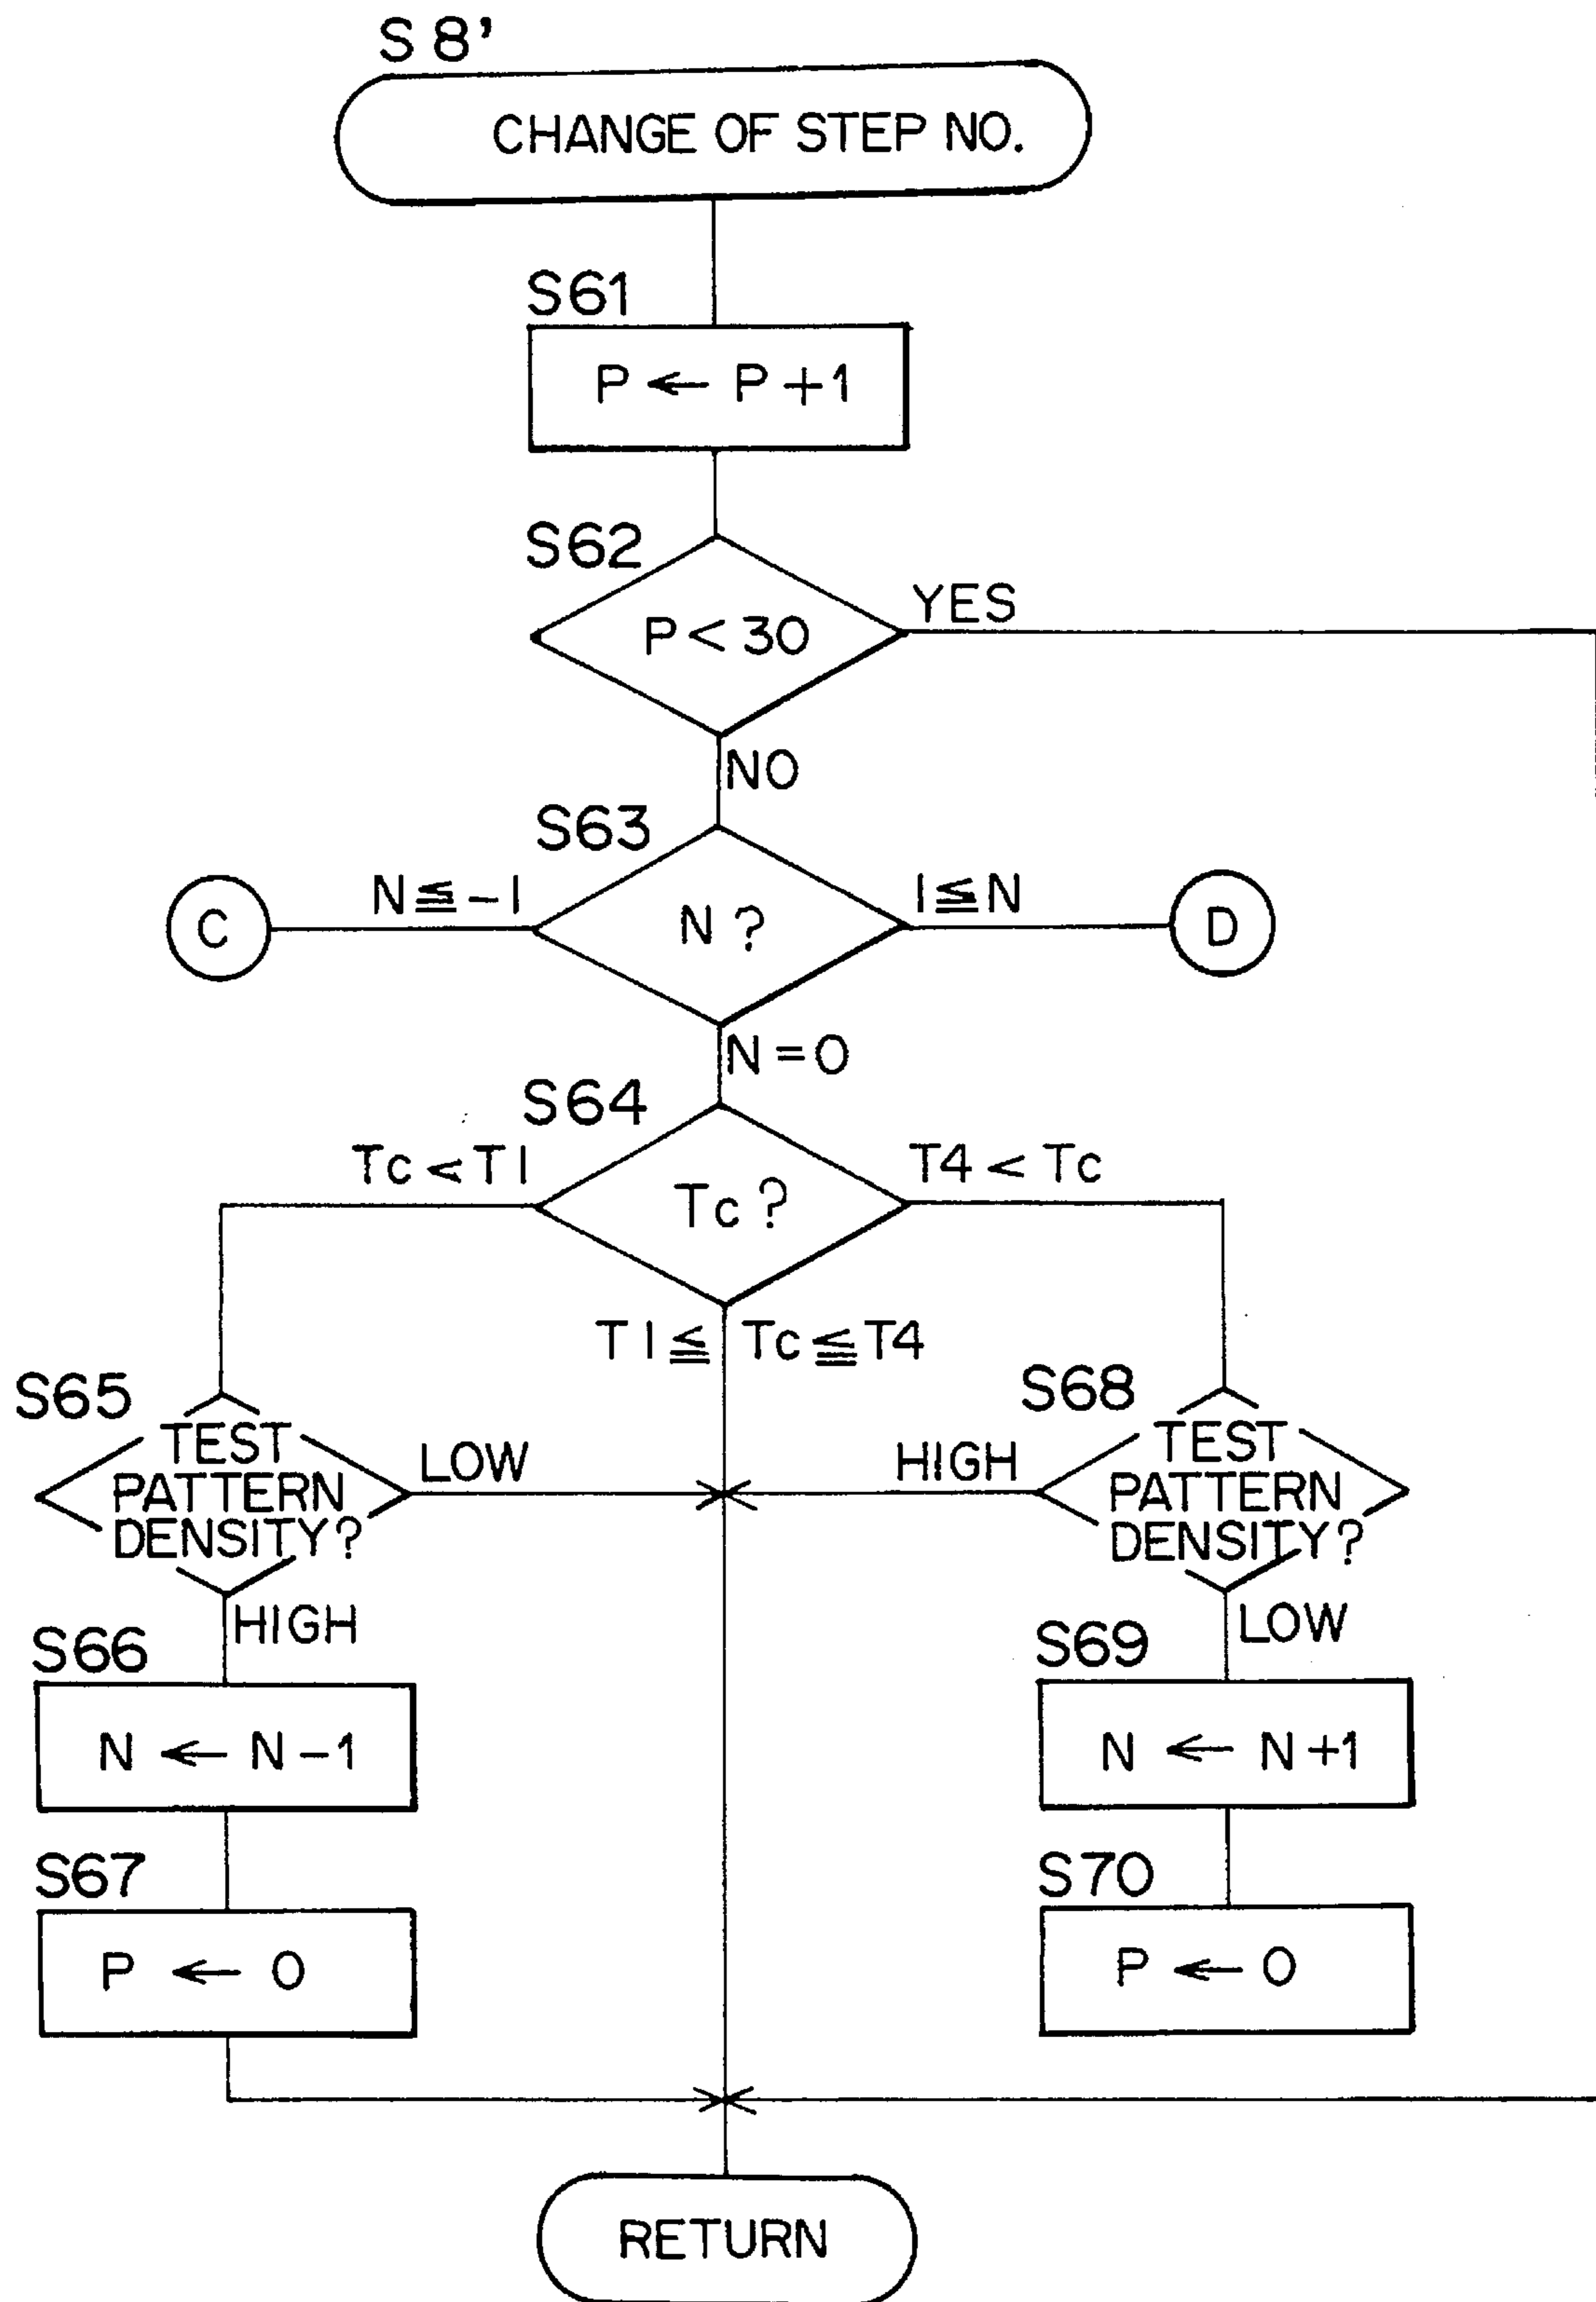 S8'
CHANGE OF STEP NO.
S61
P ← P+1
S62
P < 30
YES
NO
S63
N ≦ -1
N ?
1 ≦ N
C
D
N = 0
S64
Tc < T1
Tc ?
T4 < Tc
T1 ≦ Tc ≦ T4
S65
TEST
PATTERN
DENSITY?
LOW
HIGH
S68
TEST
PATTERN
DENSITY?
HIGH
LOW
S66
N ← N-1
S69
N ← N+1
S67
P ← 0
S70
P ← 0
RETURN